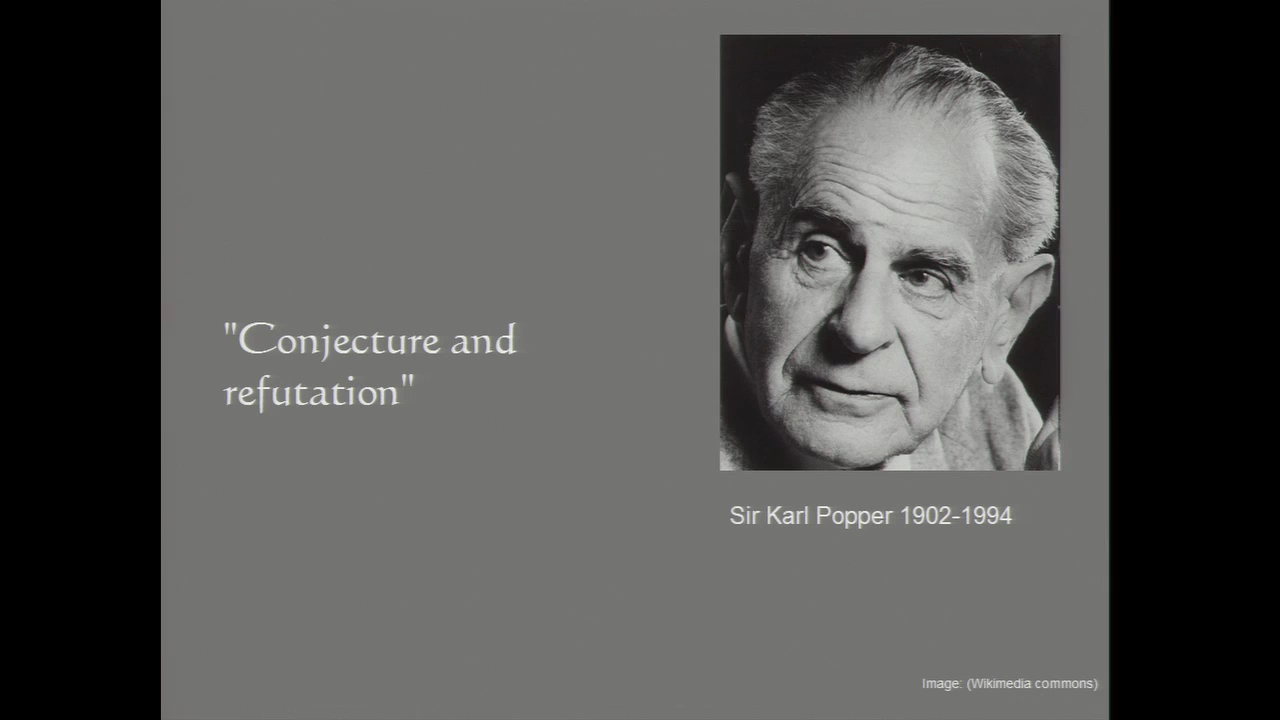 "Conjecture and
refutation"
Sir Karl Popper 1902-1994
Image: (Wikimedia commons)